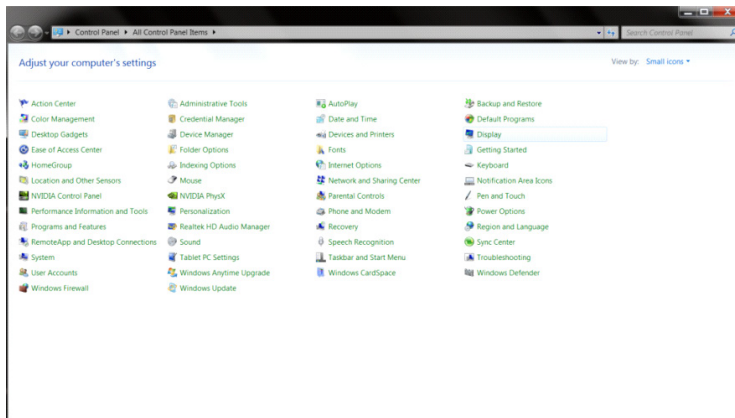 Control Panel ▸ All Control Panel Items ▸
Search Control Panel
Adjust your computer's settings
View by: Small icons
Action Center
Administrative Tools
AutoPlay
Backup and Restore
Color Management
Credential Manager
Date and Time
Default Programs
Desktop Gadgets
Device Manager
Devices and Printers
Display
Ease of Access Center
Folder Options
Fonts
Getting Started
HomeGroup
Indexing Options
Internet Options
Keyboard
Location and Other Sensors
Mouse
Network and Sharing Center
Notification Area Icons
NVIDIA Control Panel
NVIDIA PhysX
Parental Controls
Pen and Touch
Performance Information and Tools
Personalization
Phone and Modem
Power Options
Programs and Features
Realtek HD Audio Manager
Recovery
Region and Language
RemoteApp and Desktop Connections
Sound
Speech Recognition
Sync Center
System
Tablet PC Settings
Taskbar and Start Menu
Troubleshooting
User Accounts
Windows Anytime Upgrade
Windows CardSpace
Windows Defender
Windows Firewall
Windows Update